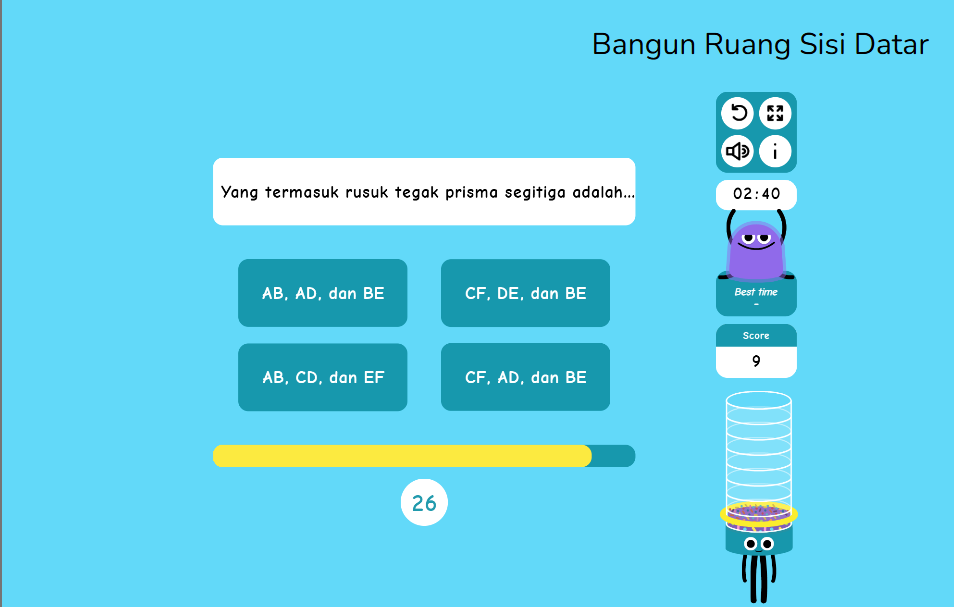 Bangun Ruang Sisi Datar
Yang termasuk rusuk tegak prisma segitiga adalah...
AB, AD, dan BE
CF, DE, dan BE
AB, CD, dan EF
CF, AD, dan BE
26
i
02:40
Best time
-
Score
9